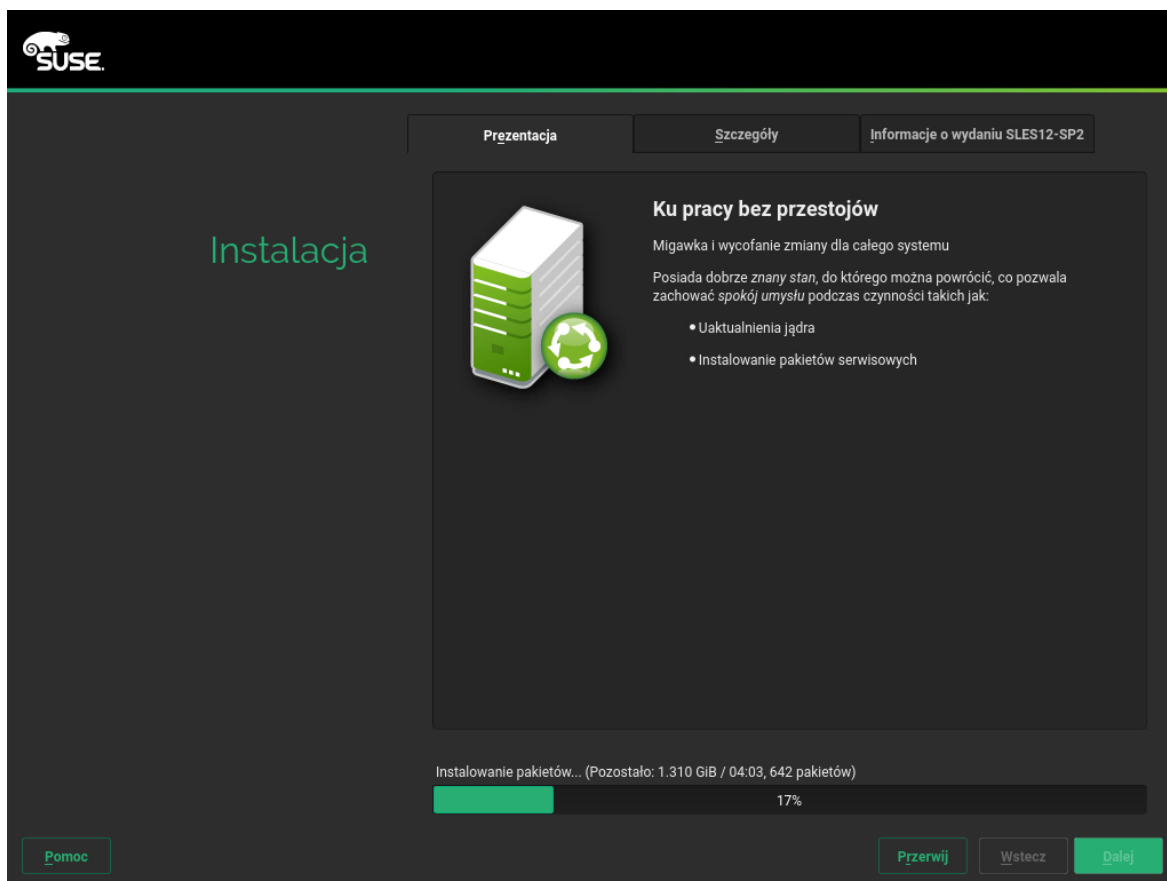 SUSE.
Prezentacja
Szczegóły
Informacje o wydaniu SLES12-SP2
Instalacja
Ku pracy bez przestojów
Migawka i wycofanie zmiany dla całego systemu
Posiada dobrze znany stan, do którego można powrócić, co pozwala
zachować spokój umysłu podczas czynności takich jak:
• Uaktualnienia jądra
• Instalowanie pakietów serwisowych
Instalowanie pakietów... (Pozostało: 1.310 GiB / 04:03, 642 pakietów)
17%
Pomoc
Przerwij
Wstecz
Dalej